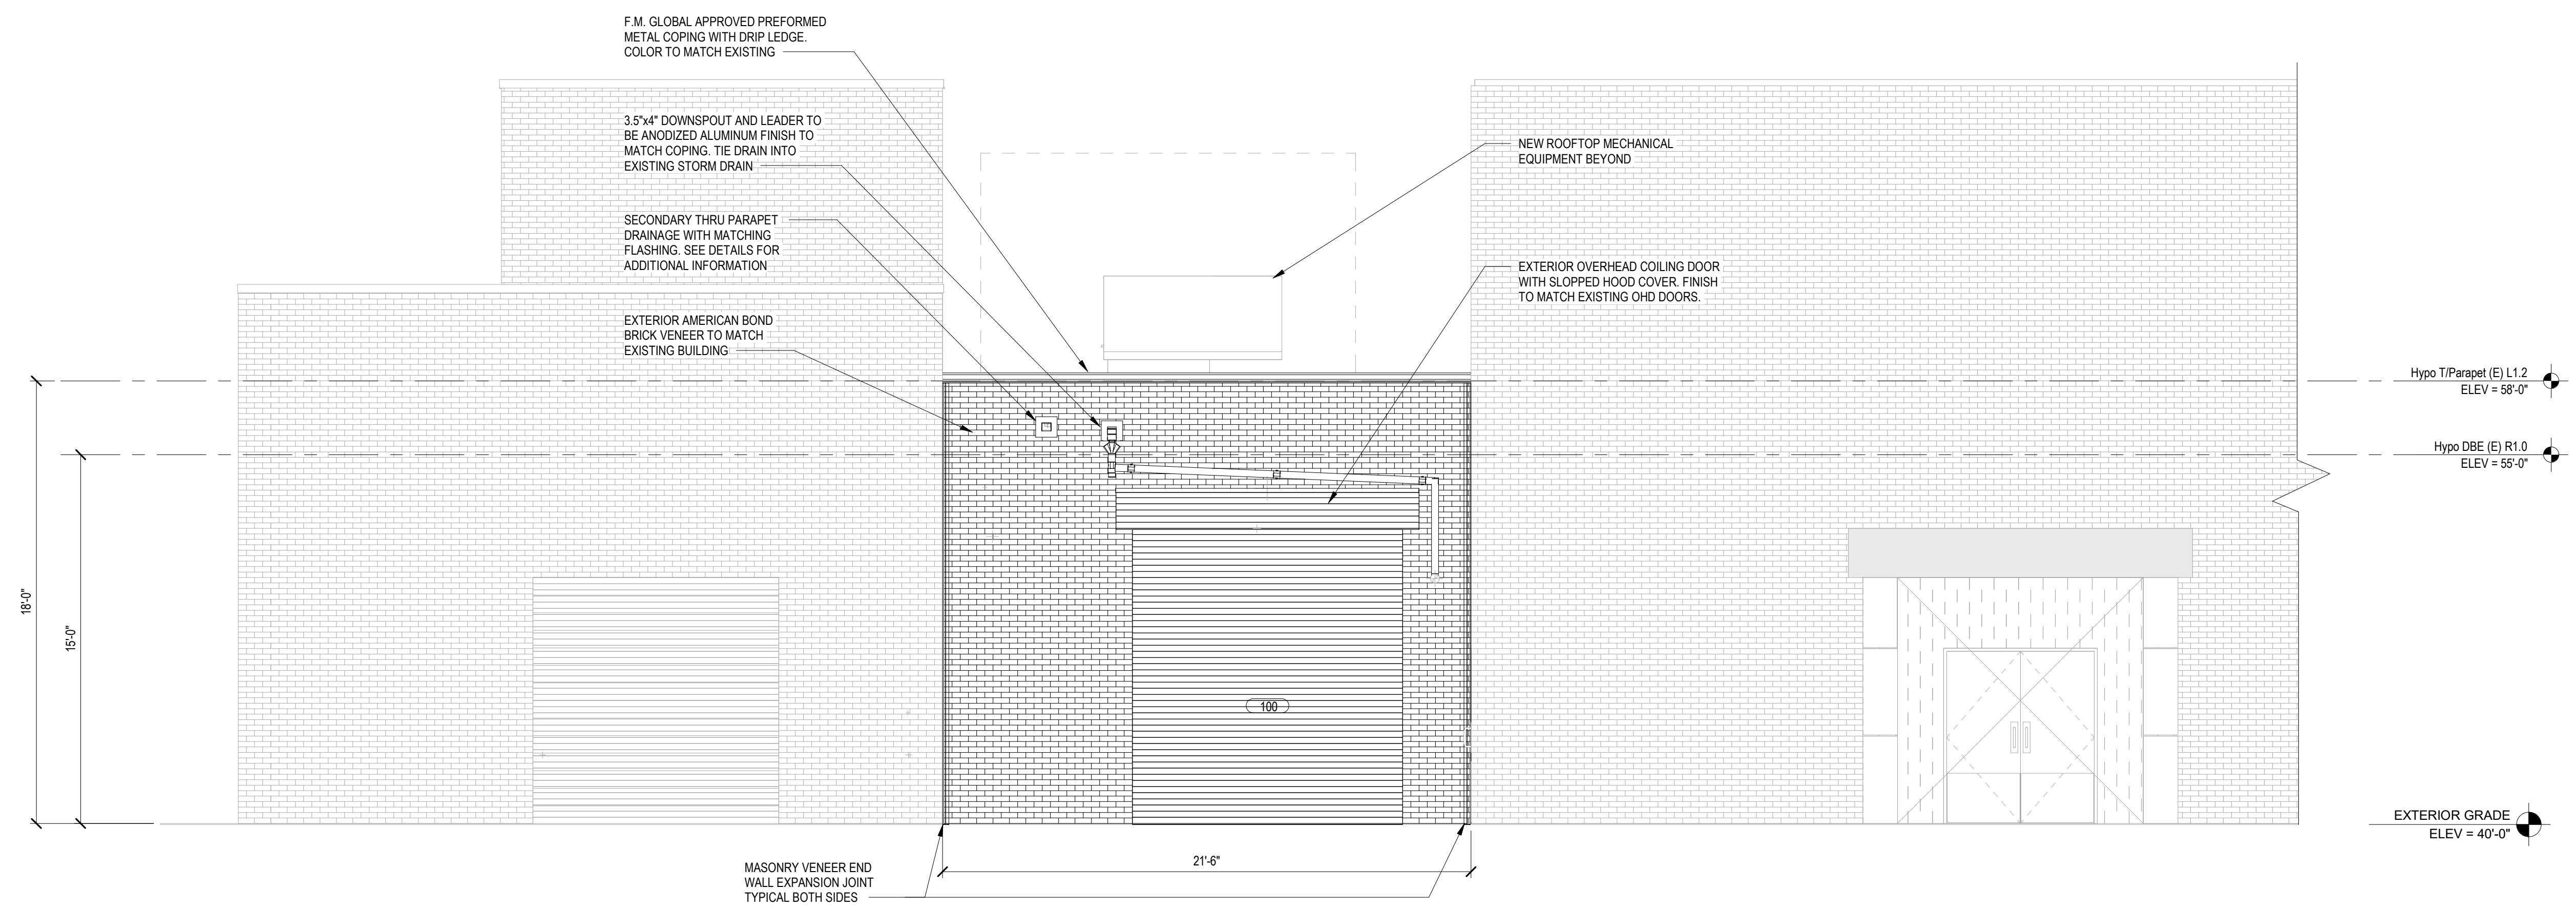 F.M. GLOBAL APPROVED PREFORMED
METAL COPING WITH DRIP LEDGE.
COLOR TO MATCH EXISTING
3.5"x4" DOWNSPOUT AND LEADER TO
BE ANODIZED ALUMINUM FINISH TO
MATCH COPING. TIE DRAIN INTO
EXISTING STORM DRAIN
SECONDARY THRU PARAPET
DRAINAGE WITH MATCHING
FLASHING. SEE DETAILS FOR
ADDITIONAL INFORMATION
EXTERIOR AMERICAN BOND
BRICK VENEER TO MATCH
EXISTING BUILDING
NEW ROOFTOP MECHANICAL
EQUIPMENT BEYOND
EXTERIOR OVERHEAD COILING DOOR
WITH SLOPPED HOOD COVER. FINISH
TO MATCH EXISTING OHD DOORS.
Hypo T/Parapet (E) L1.2
ELEV = 58'-0"
Hypo DBE (E) R1.0
ELEV = 55'-0"
18'-0"
15'-0"
100
EXTERIOR GRADE
ELEV = 40'-0"
21'-6"
MASONRY VENEER END
WALL EXPANSION JOINT
TYPICAL BOTH SIDES